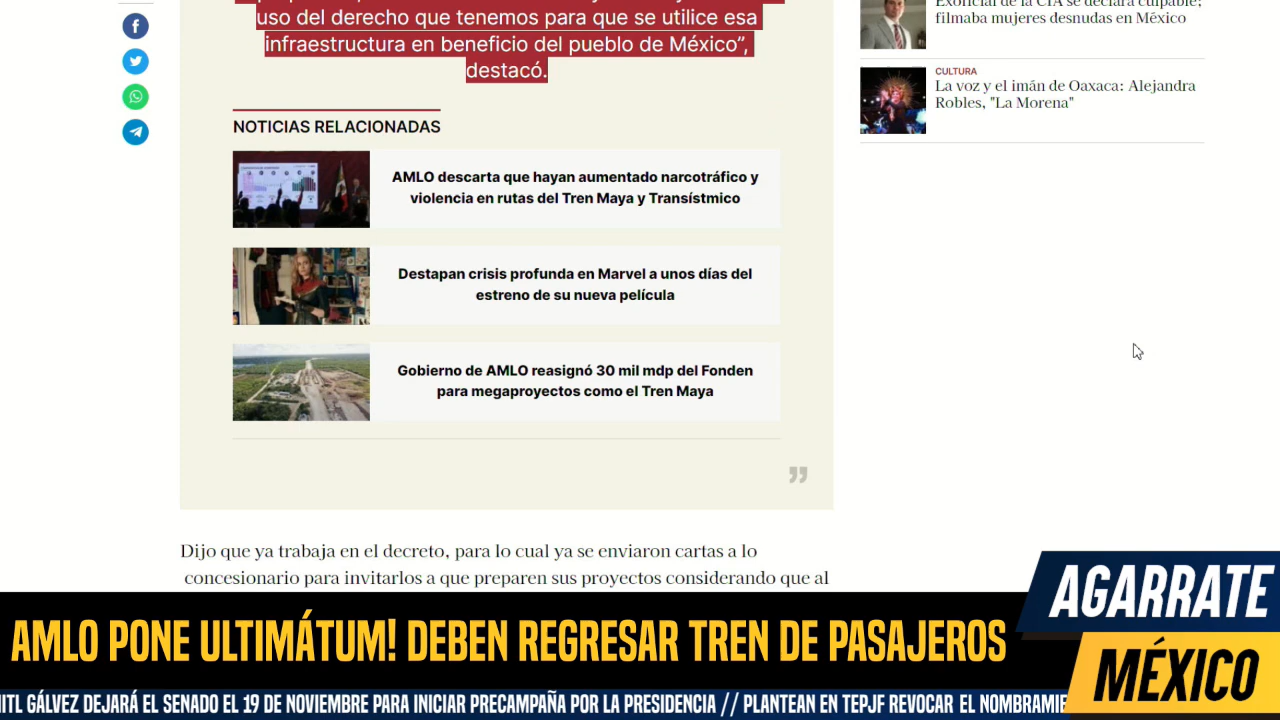 uso del derecho que tenemos para que se utilice esa
infraestructura en beneficio del pueblo de México”,
destacó.
NOTICIAS RELACIONADAS
AMLO descarta que hayan aumentado narcotráfico y
violencia en rutas del Tren Maya y Transístmico
Destapan crisis profunda en Marvel a unos días del
estreno de su nueva película
Gobierno de AMLO reasignó 30 mil mdp del Fonden
para megaproyectos como el Tren Maya
”
Dijo que ya trabaja en el decreto, para lo cual ya se enviaron cartas a lo
concesionario para invitarlos a que preparen sus proyectos considerando que al
Exoficial de la CIA se declara culpable;
filmaba mujeres desnudas en México
CULTURA
La voz y el imán de Oaxaca: Alejandra
Robles, "La Morena"
AMLO PONE ULTIMÁTUM! DEBEN REGRESAR TREN DE PASAJEROS
AGARRATE
MÉXICO
GÁLVEZ DEJARÁ EL SENADO EL 19 DE NOVIEMBRE PARA INICIAR PRECAMPAÑA POR LA PRESIDENCIA // PLANTEAN EN TEPJF REVOCAR EL NOMBRAMIE